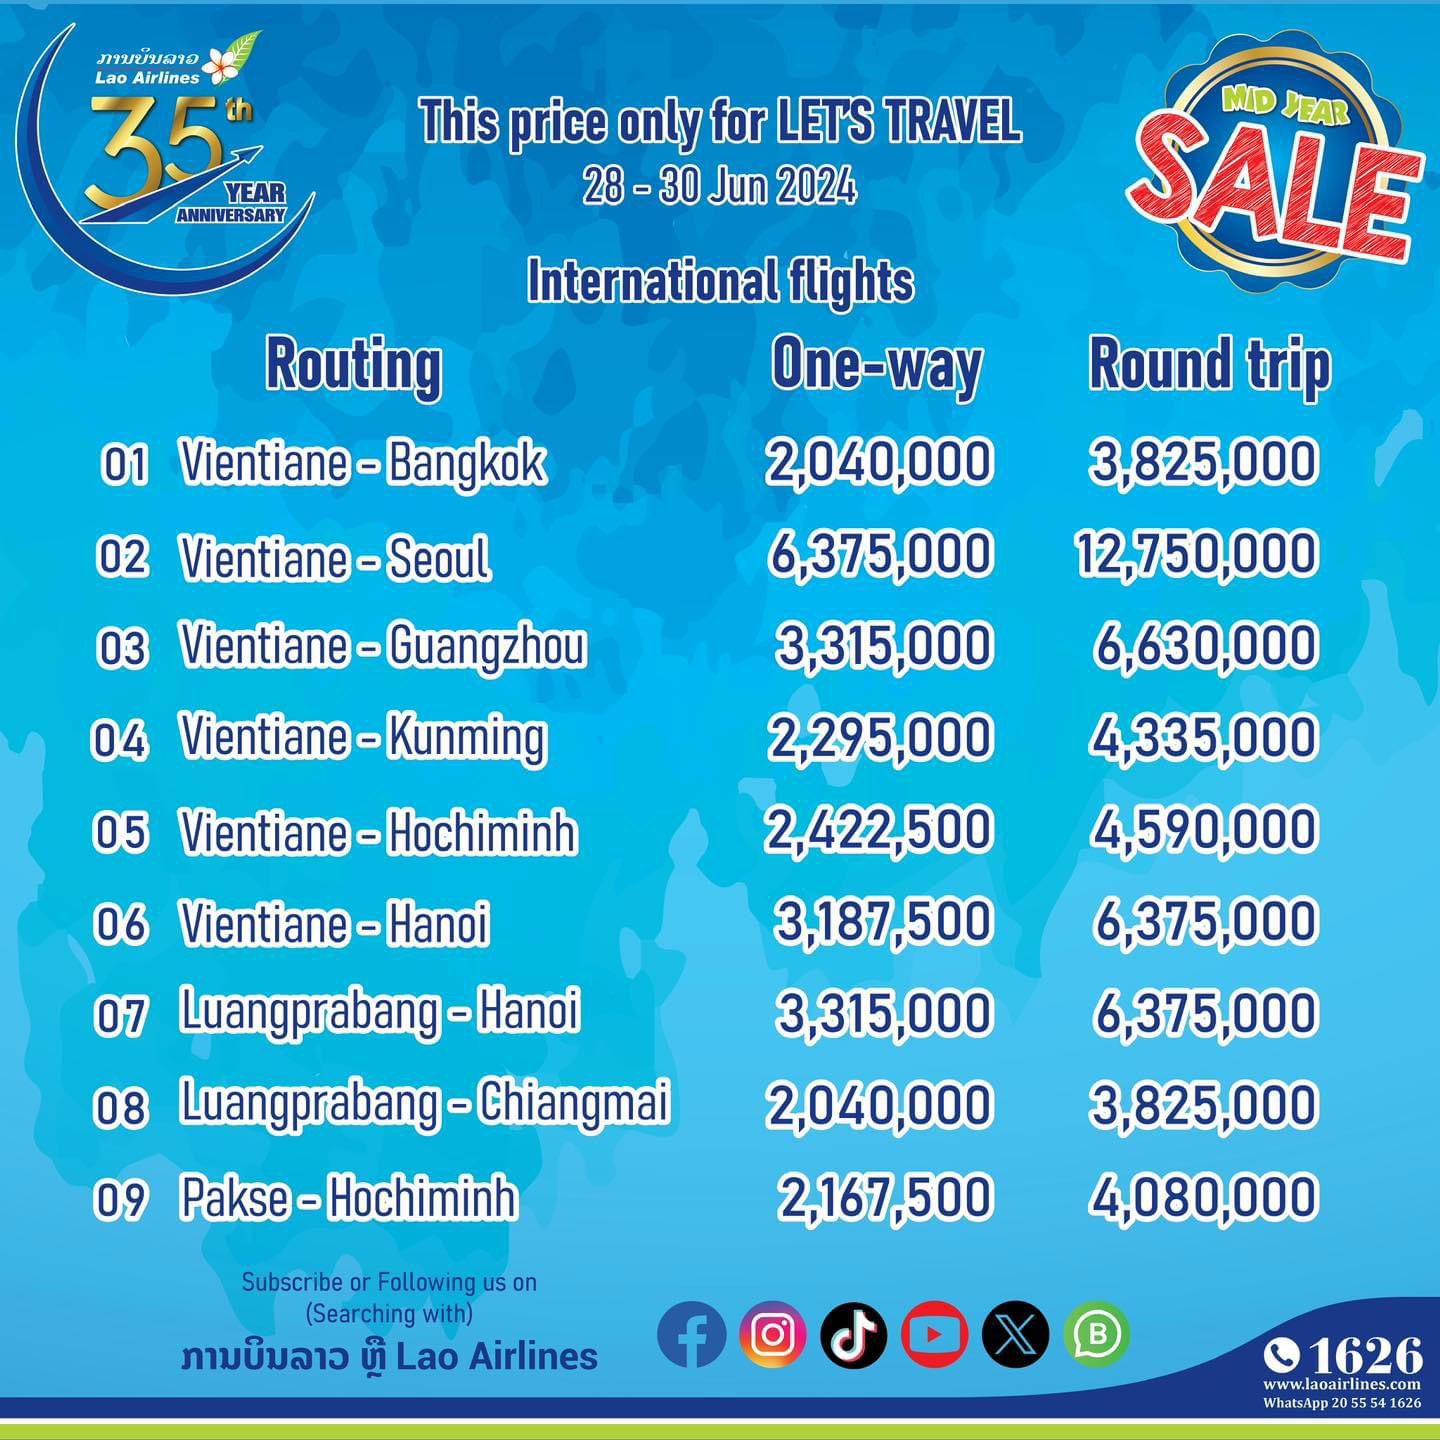 ການບິນລາວ
Lao Airlines
35th
YEAR
ANNIVERSARY
This price only for LET'S TRAVEL
28 - 30 Jun 2024
MID YEAR
SALE
International flights
Routing One-way Round trip
01 Vientiane - Bangkok 2,040,000 3,825,000
02 Vientiane - Seoul 6,375,000 12,750,000
03 Vientiane - Guangzhou 3,315,000 6,630,000
04 Vientiane - Kunming 2,295,000 4,335,000
05 Vientiane - Hochiminh 2,422,500 4,590,000
06 Vientiane - Hanoi 3,187,500 6,375,000
07 Luangprabang - Hanoi 3,315,000 6,375,000
08 Luangprabang - Chiangmai 2,040,000 3,825,000
09 Pakse - Hochiminh 2,167,500 4,080,000
Subscribe or Following us on
(Searching with)
ການບິນລາວ ຫຼື Lao Airlines
1626
www.laoairlines.com
WhatsApp 20 55 54 1626